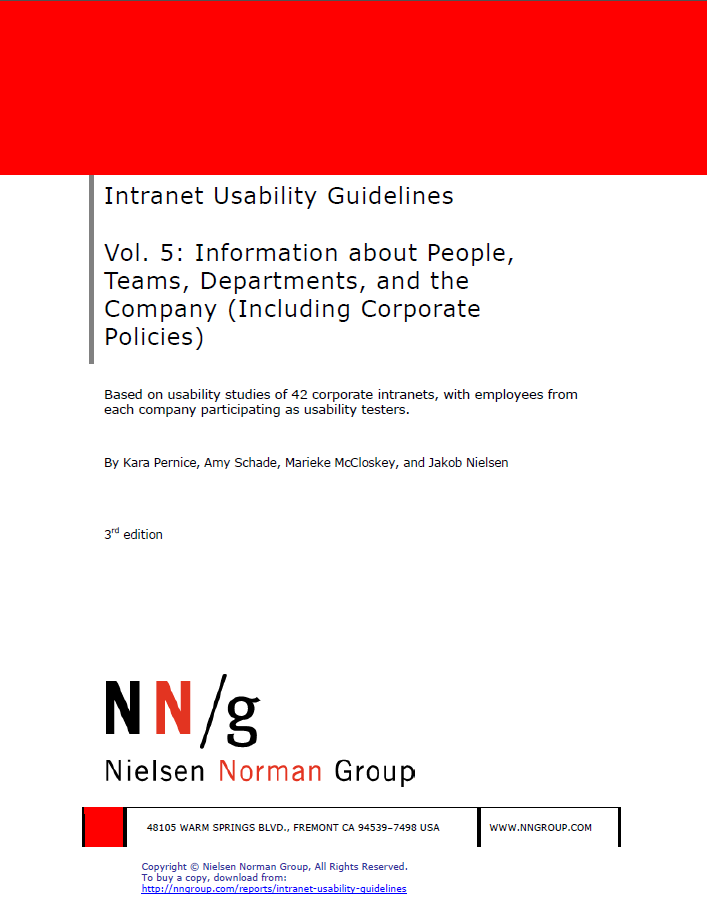 Intranet Usability Guidelines
Vol. 5: Information about People,
Teams, Departments, and the
Company (Including Corporate
Policies)
Based on usability studies of 42 corporate intranets, with employees from
each company participating as usability testers.
By Kara Pernice, Amy Schade, Marieke McCloskey, and Jakob Nielsen
3rd edition
NN/g
Nielsen Norman Group
48105 WARM SPRINGS BLVD., FREMONT CA 94539–7498 USA
WWW.NNGROUP.COM
Copyright © Nielsen Norman Group, All Rights Reserved.
To buy a copy, download from:
http://nngroup.com/reports/intranet-usability-guidelines